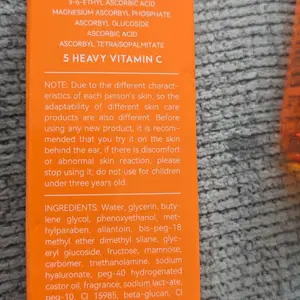 3-6-ETHYL ASCORBIC ACID
MAGNESIUM ASCORBYL PHOSPHATE
ASCORBYL GLUCOSIDE
ASCORBIC ACID
ASCORBYL TETRAISOPALMITATE
5 HEAVY VITAMIN C
NOTE: Due to the different charact-
eristics of each person's skin, so the
adaptability of different skin care
products are also different Before
using any new product, it is recom-
mended that you try it on the skin
behind the ear, if there is discomfort
or abnormal skin reaction, please
stop using it; do not use for children
under three years old.
INGREDIENTS: Water, glycerin, buty-
lene glycol, phenoxyethanol, met-
hylparaben, allantoin, bis-peg-18
methyl ether dimethyl silane, glyc-
eryl glucoside, fructose, mannose,
carbomer, triethanolamine, sodium
hyaluronate, peg-40 hydrogenated
castor oil, fragrance, sodium lact-ate,
peg-10, CI 15985, beta-glucan, CI